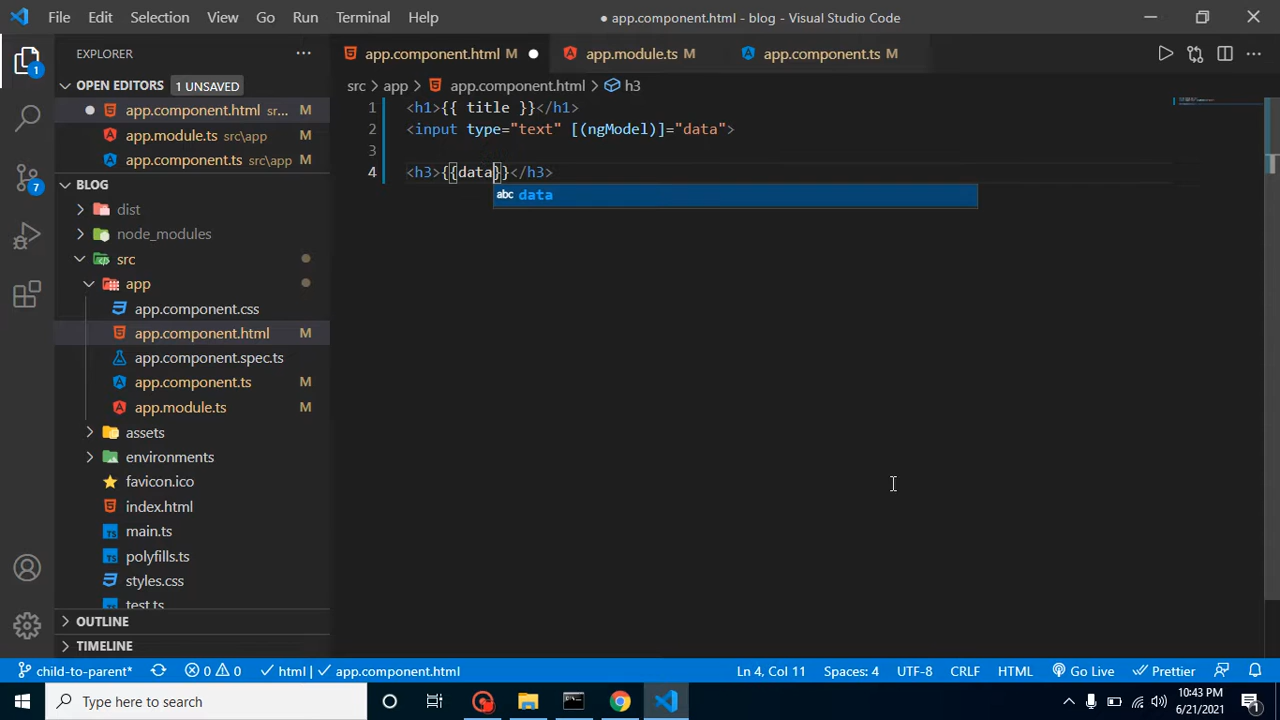 File Edit Selection View Go Run Terminal Help
● app.component.html - blog - Visual Studio Code
EXPLORER
app.component.html M
app.module.ts M
app.component.ts M
OPEN EDITORS 1 UNSAVED
src > app > app.component.html > h3
app.component.html sr... M
app.module.ts src\app M
app.component.ts src\app M
1 <h1>{{ title }}</h1>
2 <input type="text" [(ngModel)]="data">
3
4 <h3>{{data}}</h3>
abc data
BLOG
dist
node_modules
src
app
app.component.css
app.component.html M
app.component.spec.ts
app.component.ts M
app.module.ts M
assets
environments
favicon.ico
index.html
main.ts
polyfills.ts
styles.css
test.ts
OUTLINE
TIMELINE
1
7
child-to-parent* 0 0 html | app.component.html Ln 4, Col 11 Spaces: 4 UTF-8 CRLF HTML Go Live Prettier
Type here to search
10:43 PM
6/21/2021
1